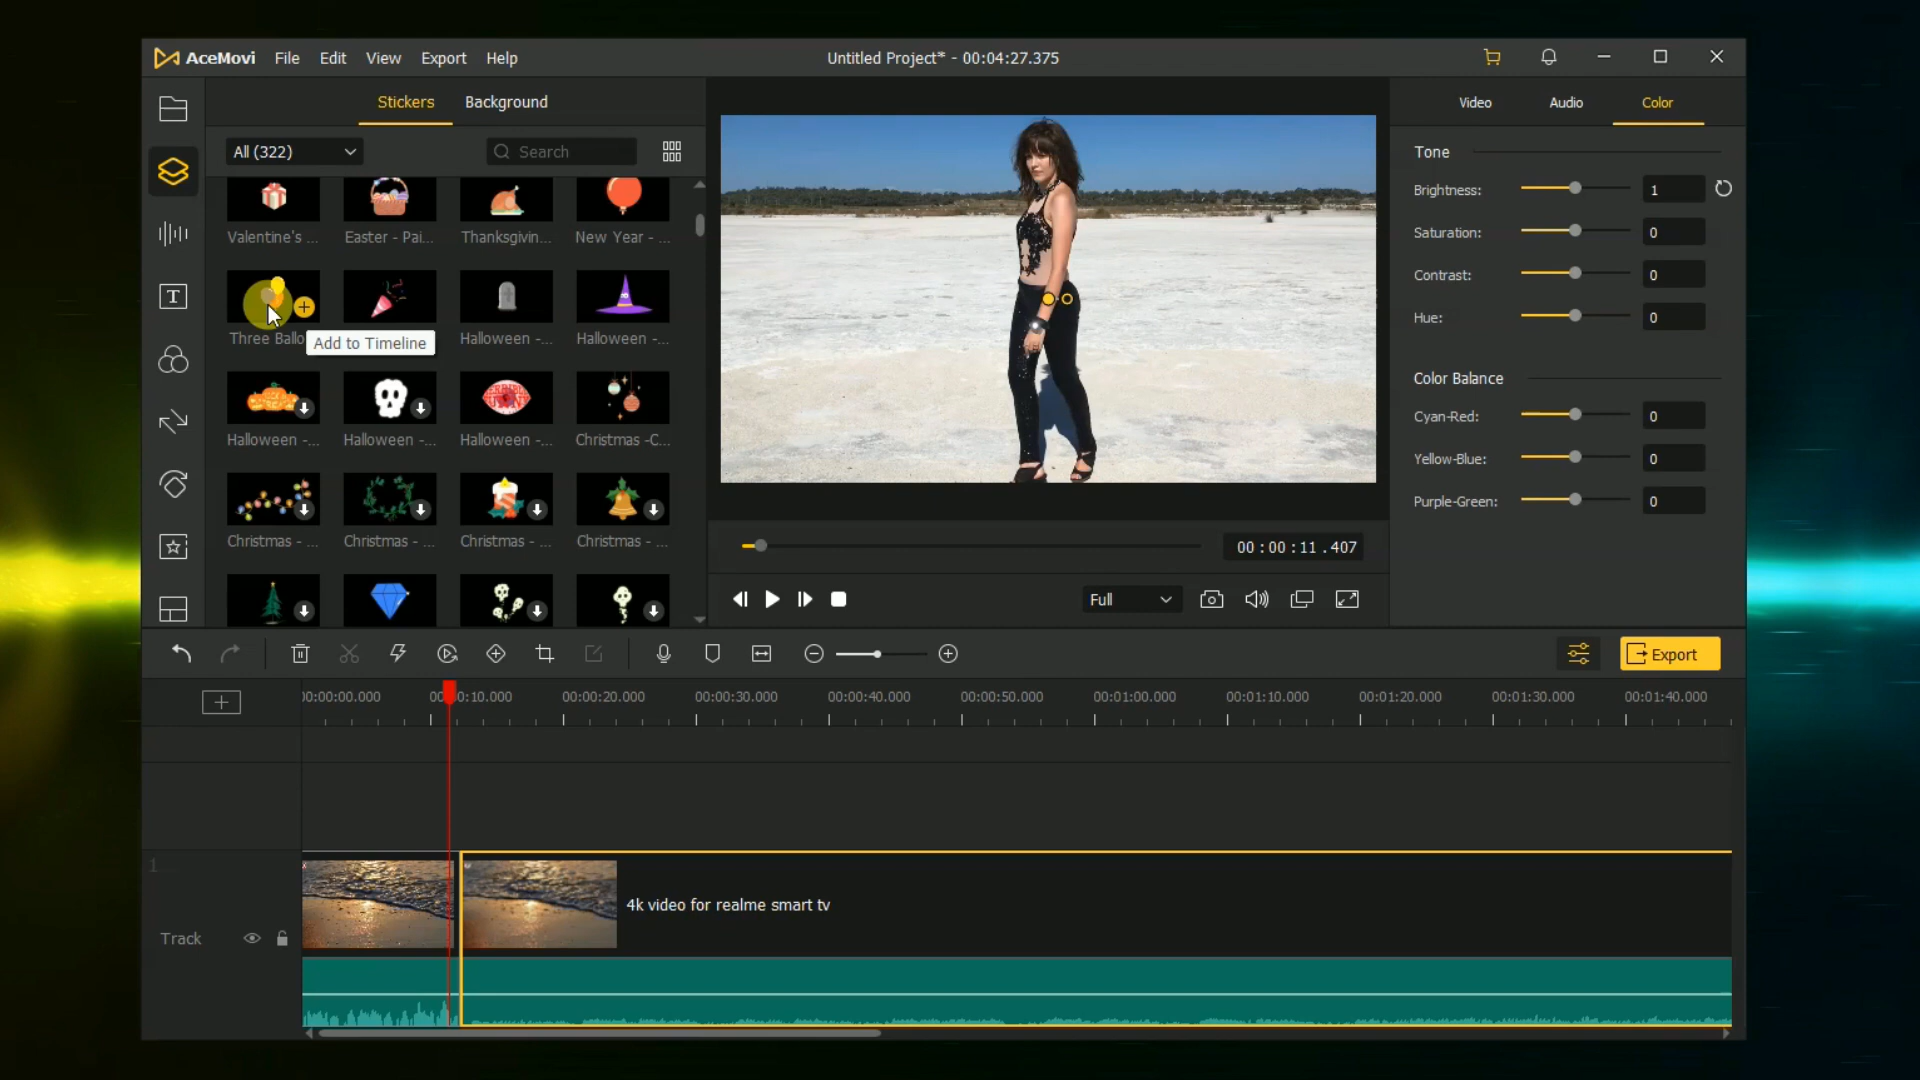 AceMovi File Edit View Export Help
Untitled Project* - 00:04:27.375
Stickers Background
All (322)
Search
Valentine's ... Easter - Pai... Thanksgivin... New Year - ...
Three Ballo
Add to Timeline
Halloween -... Halloween -...
Halloween -... Halloween -... Halloween -... Christmas -C...
Christmas - ... Christmas - ... Christmas - ... Christmas - ...
00 : 00 : 11 . 407
Full
Video Audio Color
Tone
Brightness: 1
Saturation: 0
Contrast: 0
Hue: 0
Color Balance
Cyan-Red: 0
Yellow-Blue: 0
Purple-Green: 0
Export
00:00:00.000 00:00:10.000 00:00:20.000 00:00:30.000 00:00:40.000 00:00:50.000 00:01:00.000 00:01:10.000 00:01:20.000 00:01:30.000 00:01:40.000
1
4k video for realme smart tv
Track